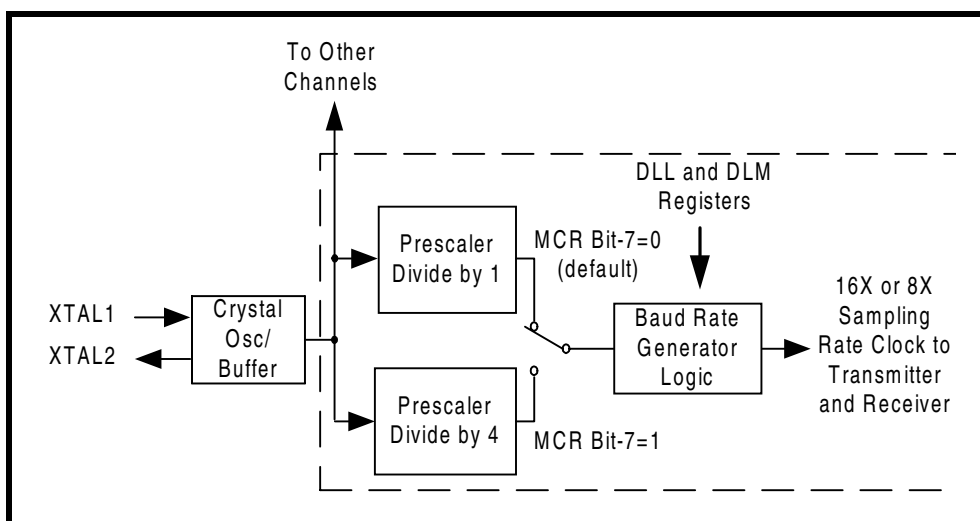 To Other
Channels
DLL and DLM
Registers
Prescaler
Divide by 1
MCR Bit-7=0
(default)
XTAL1
XTAL2
Crystal
Osc/
Buffer
Baud Rate
Generator
Logic
16X or 8X
Sampling
Rate Clock to
Transmitter
and Receiver
Prescaler
Divide by 4
MCR Bit-7=1